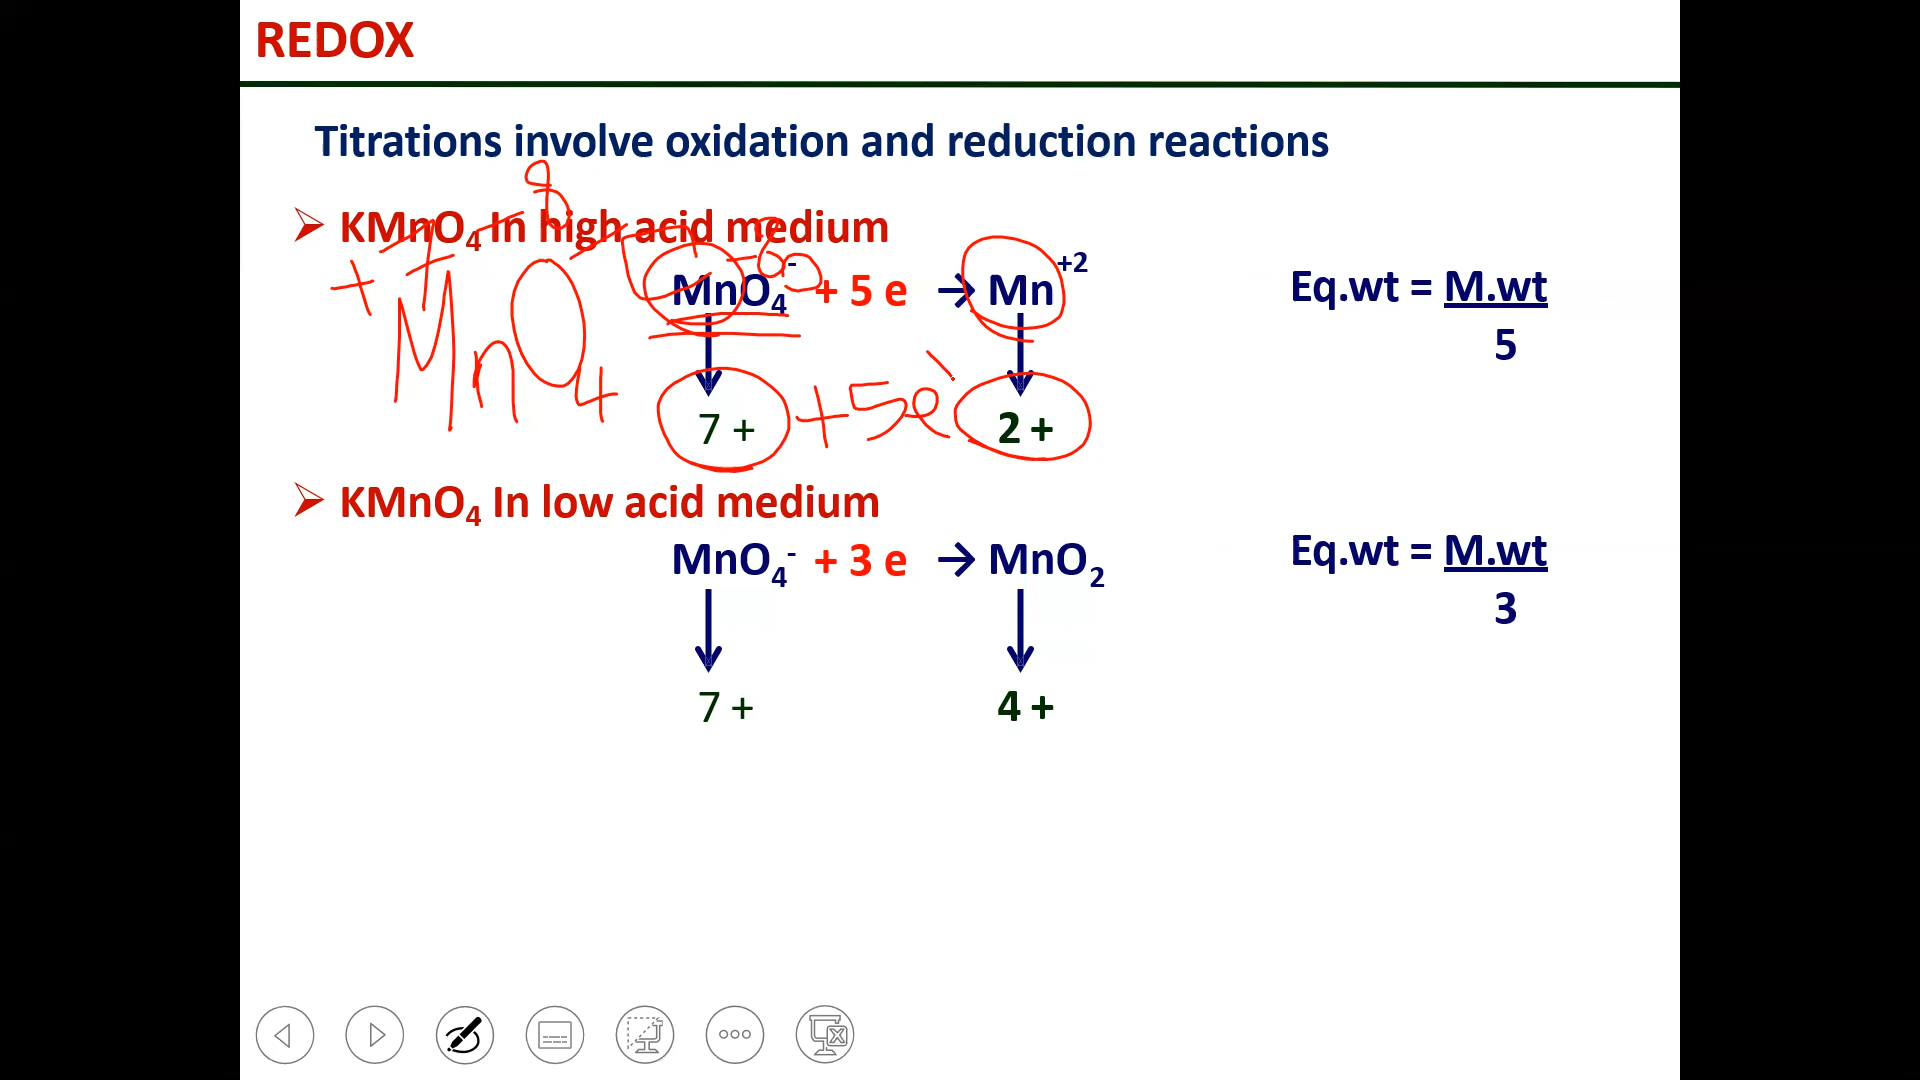 REDOX
Titrations involve oxidation and reduction reactions
➢ KMnO₄ In high acid medium
MnO₄⁻ + 5 e → Mn⁺²
Eq.wt = M.wt
5
+7 -8
MnO₄
7 + +5e⁻ 2 +
➢ KMnO₄ In low acid medium
MnO₄⁻ + 3 e → MnO₂
Eq.wt = M.wt
3
7 + 4 +